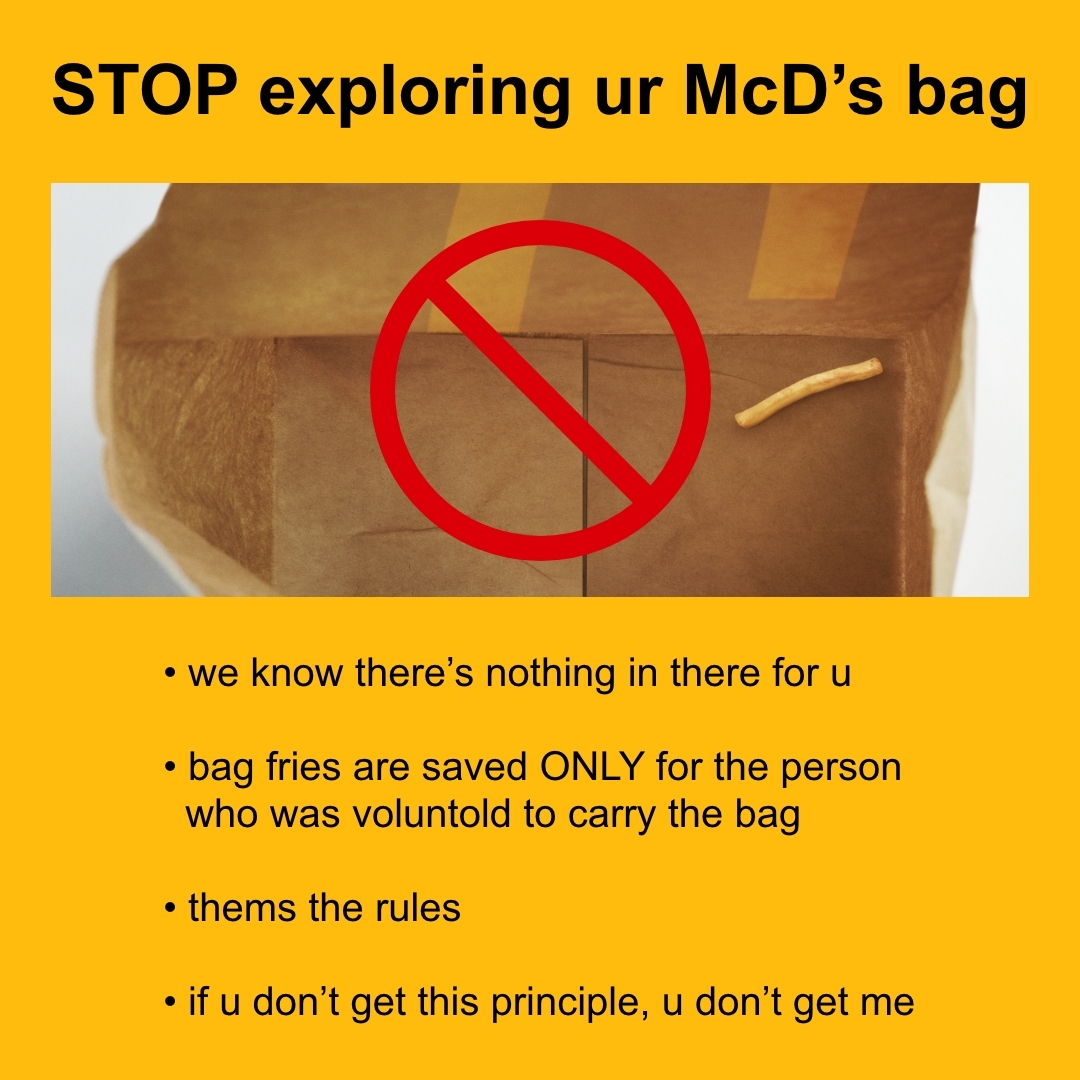 STOP exploring ur McD’s bag
• we know there’s nothing in there for u
• bag fries are saved ONLY for the person
who was voluntold to carry the bag
• thems the rules
• if u don’t get this principle, u don’t get me